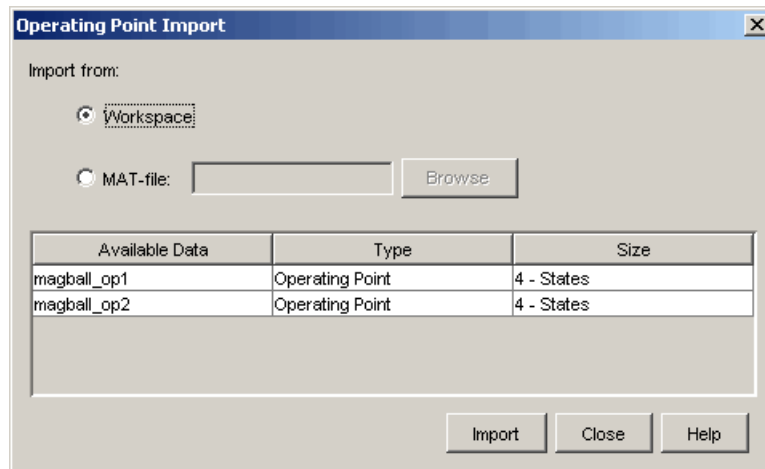 Operating Point Import
Import from:
Workspace
MAT-file: Browse
Available Data Type Size
magball_op1 Operating Point 4 - States
magball_op2 Operating Point 4 - States
Import Close Help